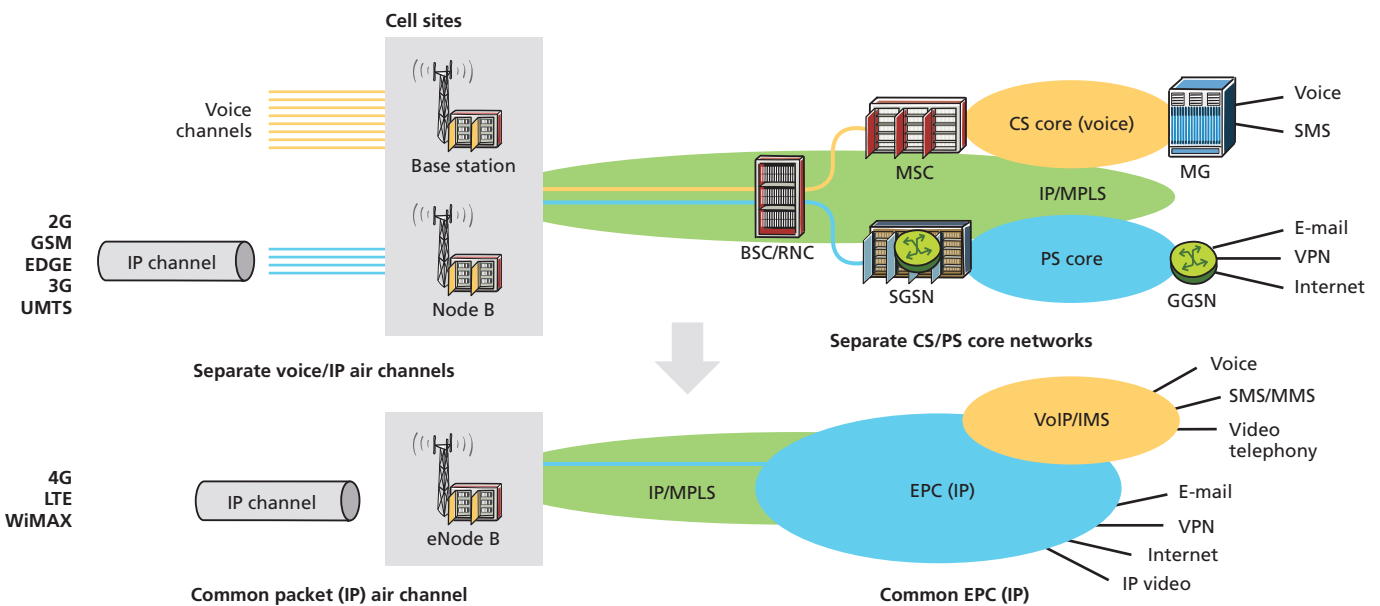 Cell sites
Voice
channels
Base station
MSC
CS core (voice)
MG
Voice
SMS
IP/MPLS
BSC/RNC
2G
GSM
EDGE
3G
UMTS
IP channel
Node B
SGSN
PS core
GGSN
E-mail
VPN
Internet
Separate voice/IP air channels
Separate CS/PS core networks
4G
LTE
WiMAX
IP channel
eNode B
IP/MPLS
EPC (IP)
VoIP/IMS
Voice
SMS/MMS
Video
telephony
E-mail
VPN
Internet
IP video
Common packet (IP) air channel
Common EPC (IP)